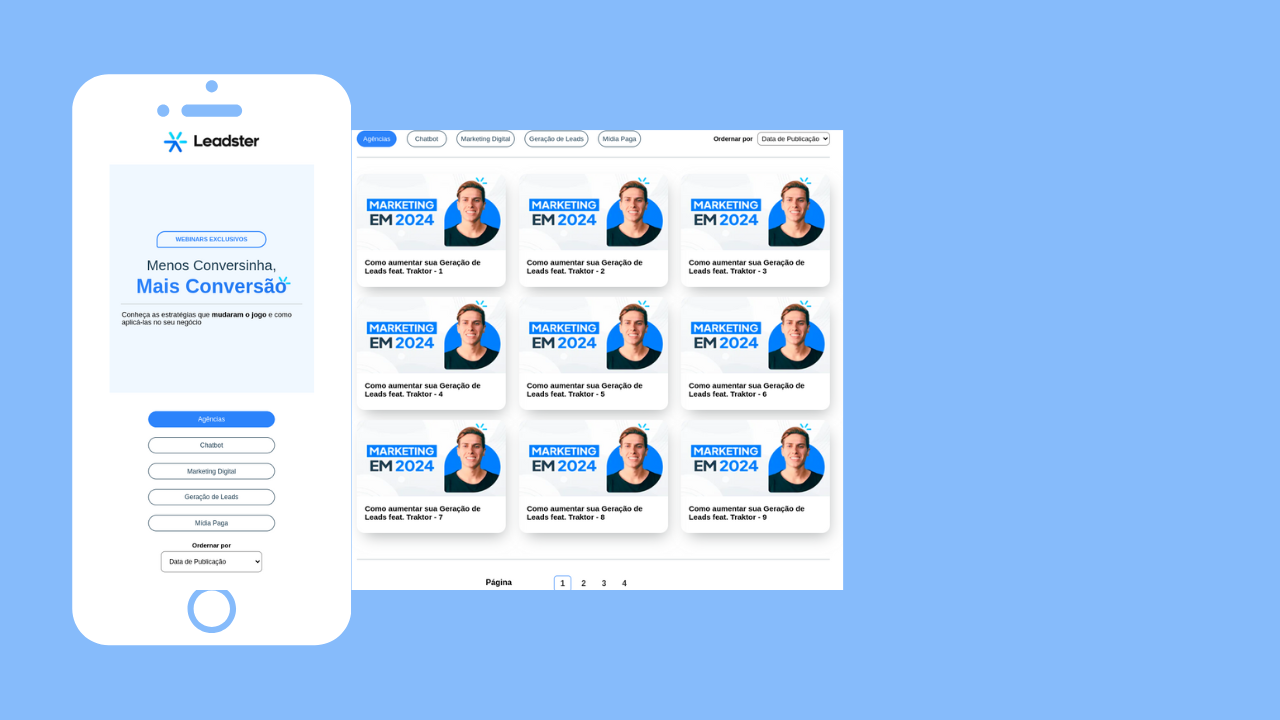 Leadster
WEBINARS EXCLUSIVOS
Menos Conversinha,
Mais Conversão
Conheça as estratégias que mudaram o jogo e como
aplicá-las no seu negócio
Agências
Chatbot
Marketing Digital
Geração de Leads
Mídia Paga
Ordernar por
Data de Publicação
Agências Chatbot Marketing Digital Geração de Leads Mídia Paga Ordernar por Data de Publicação
MARKETING
EM 2024
Como aumentar sua Geração de
Leads feat. Traktor - 1
MARKETING
EM 2024
Como aumentar sua Geração de
Leads feat. Traktor - 2
MARKETING
EM 2024
Como aumentar sua Geração de
Leads feat. Traktor - 3
MARKETING
EM 2024
Como aumentar sua Geração de
Leads feat. Traktor - 4
MARKETING
EM 2024
Como aumentar sua Geração de
Leads feat. Traktor - 5
MARKETING
EM 2024
Como aumentar sua Geração de
Leads feat. Traktor - 6
MARKETING
EM 2024
Como aumentar sua Geração de
Leads feat. Traktor - 7
MARKETING
EM 2024
Como aumentar sua Geração de
Leads feat. Traktor - 8
MARKETING
EM 2024
Como aumentar sua Geração de
Leads feat. Traktor - 9
Página 1 2 3 4